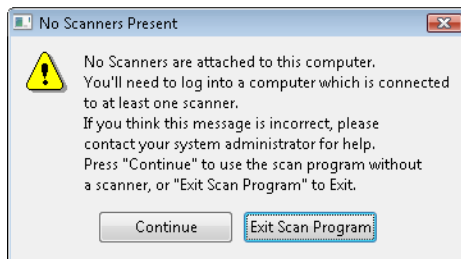 No Scanners Present
No Scanners are attached to this computer.
You'll need to log into a computer which is connected
to at least one scanner.
If you think this message is incorrect, please
contact your system administrator for help.
Press "Continue" to use the scan program without
a scanner, or "Exit Scan Program" to Exit.
Continue Exit Scan Program